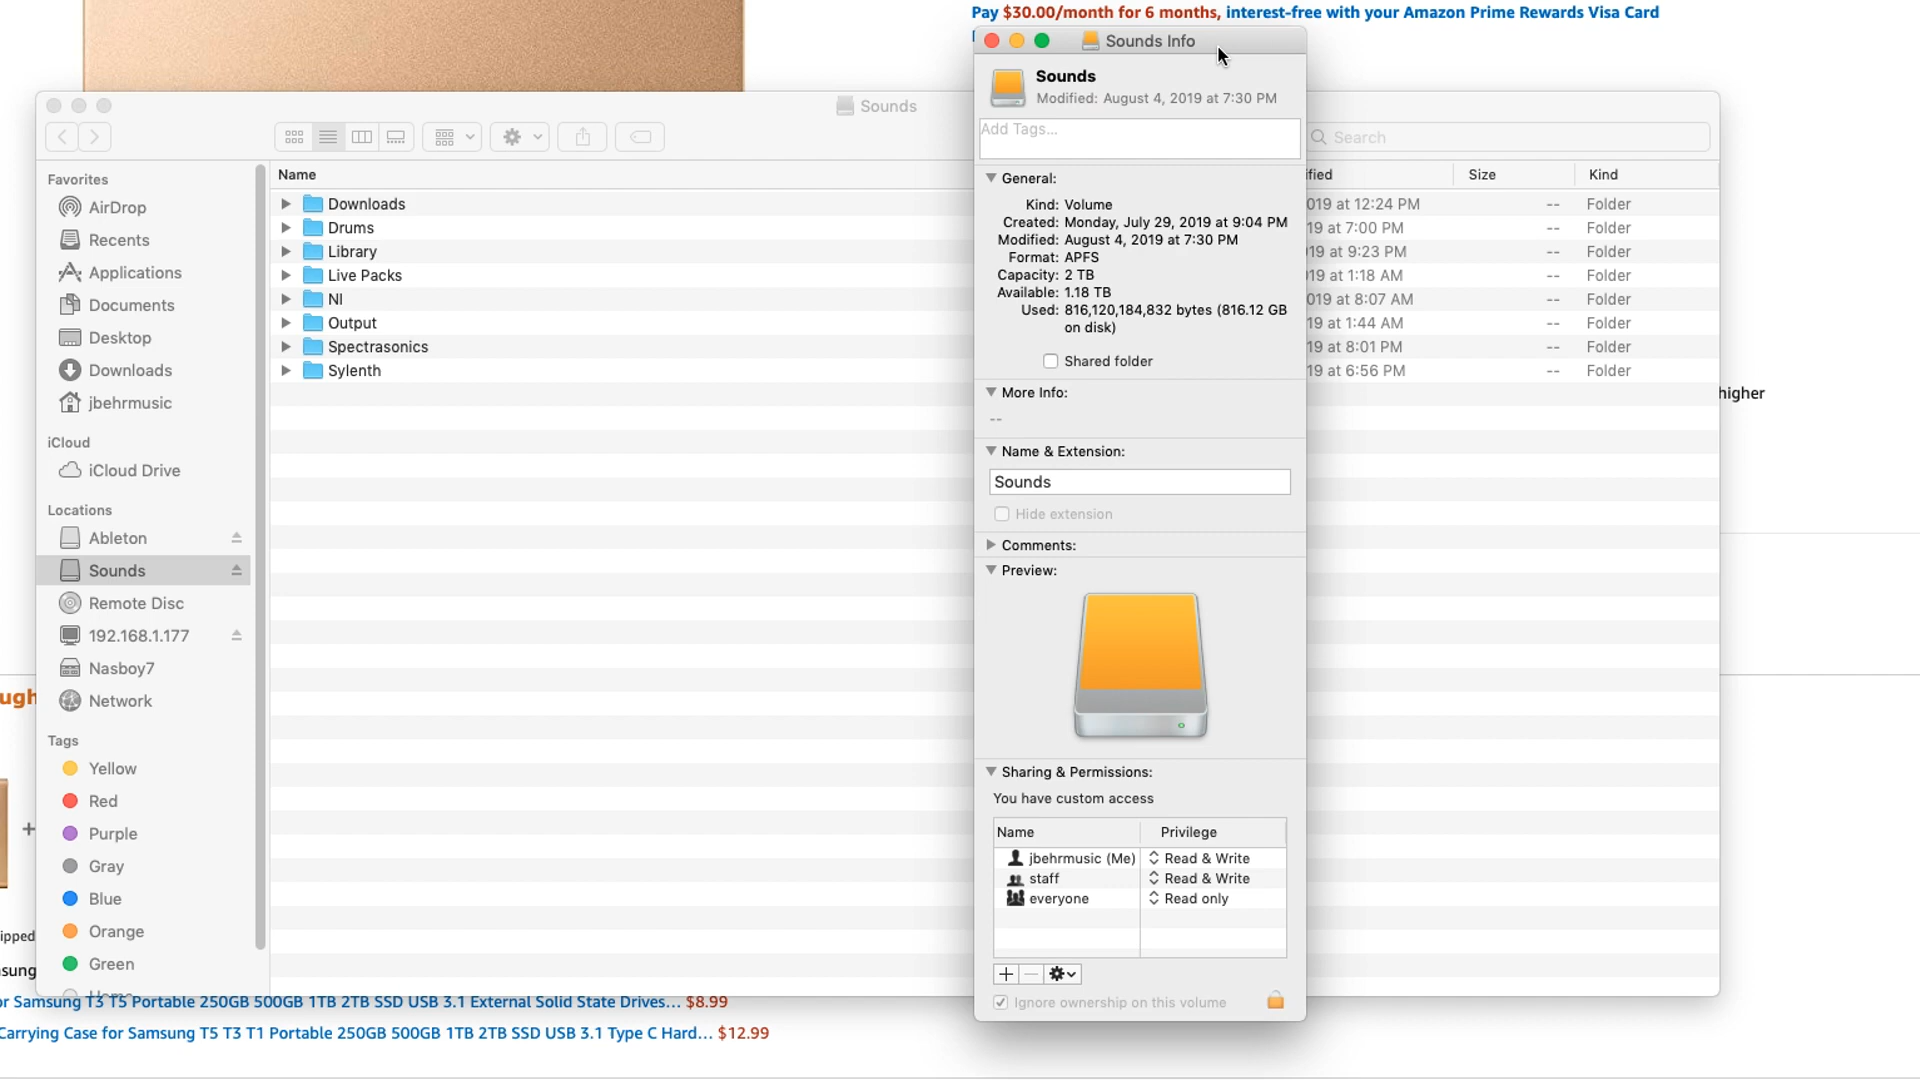 Pay $30.00/month for 6 months, interest-free with your Amazon Prime Rewards Visa Card
Sounds Info
Sounds
Modified: August 4, 2019 at 7:30 PM
Add Tags...
General:
Kind: Volume
Created: Monday, July 29, 2019 at 9:04 PM
Modified: August 4, 2019 at 7:30 PM
Format: APFS
Capacity: 2 TB
Available: 1.18 TB
Used: 816,120,184,832 bytes (816.12 GB
on disk)
Shared folder
More Info:
--
Name & Extension:
Sounds
Hide extension
Comments:
Preview:
Sharing & Permissions:
You have custom access
Name Privilege
jbehrmusic (Me) Read & Write
staff Read & Write
everyone Read only
Ignore ownership on this volume
Sounds
Search
Favorites
AirDrop
Recents
Applications
Documents
Desktop
Downloads
jbehrmusic
iCloud
iCloud Drive
Locations
Ableton
Sounds
Remote Disc
192.168.1.177
Nasboy7
Network
Tags
Yellow
Red
Purple
Gray
Blue
Orange
Green
Name ified Size Kind
Downloads 019 at 12:24 PM -- Folder
Drums 19 at 7:00 PM -- Folder
Library 19 at 9:23 PM -- Folder
Live Packs 19 at 1:18 AM -- Folder
NI 019 at 8:07 AM -- Folder
Output 19 at 1:44 AM -- Folder
Spectrasonics 19 at 8:01 PM -- Folder
Sylenth 19 at 6:56 PM -- Folder
higher
ugh
+
ipped
sung
or Samsung T3 T5 Portable 250GB 500GB 1TB 2TB SSD USB 3.1 External Solid State Drives... $8.99
Carrying Case for Samsung T5 T3 T1 Portable 250GB 500GB 1TB 2TB SSD USB 3.1 Type C Hard... $12.99